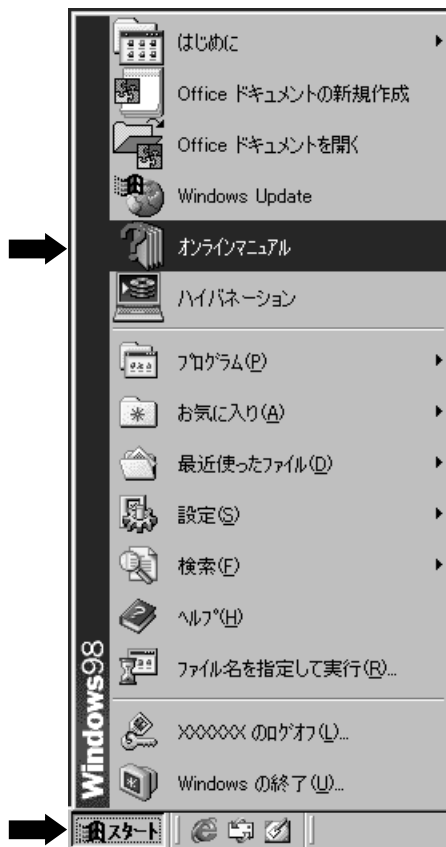 はじめに
Office ドキュメントの新規作成
Office ドキュメントを開く
Windows Update
オンラインマニュアル
ハイバネーション
プログラム(P)
お気に入り(A)
最近使ったファイル(D)
設定(S)
検索(F)
ヘルプ(H)
ファイル名を指定して実行(R)...
XXXXXX のログオフ(L)...
Windows の終了(U)...
Windows98
スタート